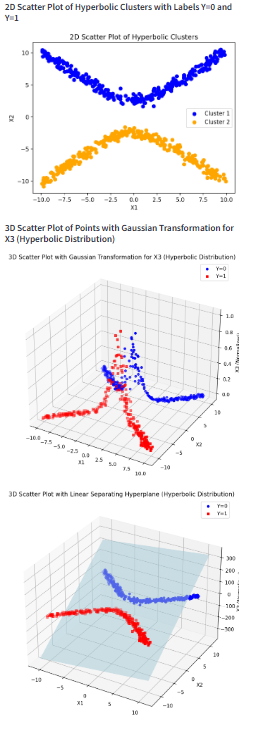 2D Scatter Plot of Hyperbolic Clusters with Labels Y=0 and
Y=1
2D Scatter Plot of Hyperbolic Clusters
10
5
0
−5
−10
X2
Cluster 1
Cluster 2
−10.0 −7.5 −5.0 −2.5 0.0 2.5 5.0 7.5 10.0
X1
3D Scatter Plot of Points with Gaussian Transformation for
X3 (Hyperbolic Distribution)
3D Scatter Plot with Gaussian Transformation for X3 (Hyperbolic Distribution)
Y=0
Y=1
1.0
0.8
0.6
0.4
0.2
0.0
10
5
0
−5
−10
X2
−10.0 −7.5 −5.0 −2.5 0.0 2.5 5.0 7.5 10.0
X1
3D Scatter Plot with Linear Separating Hyperplane (Hyperbolic Distribution)
Y=0
Y=1
300
200
100
0
−100
−200
−300
10
5
0
−5
−10
X2
−10 −5 0 5 10
X1